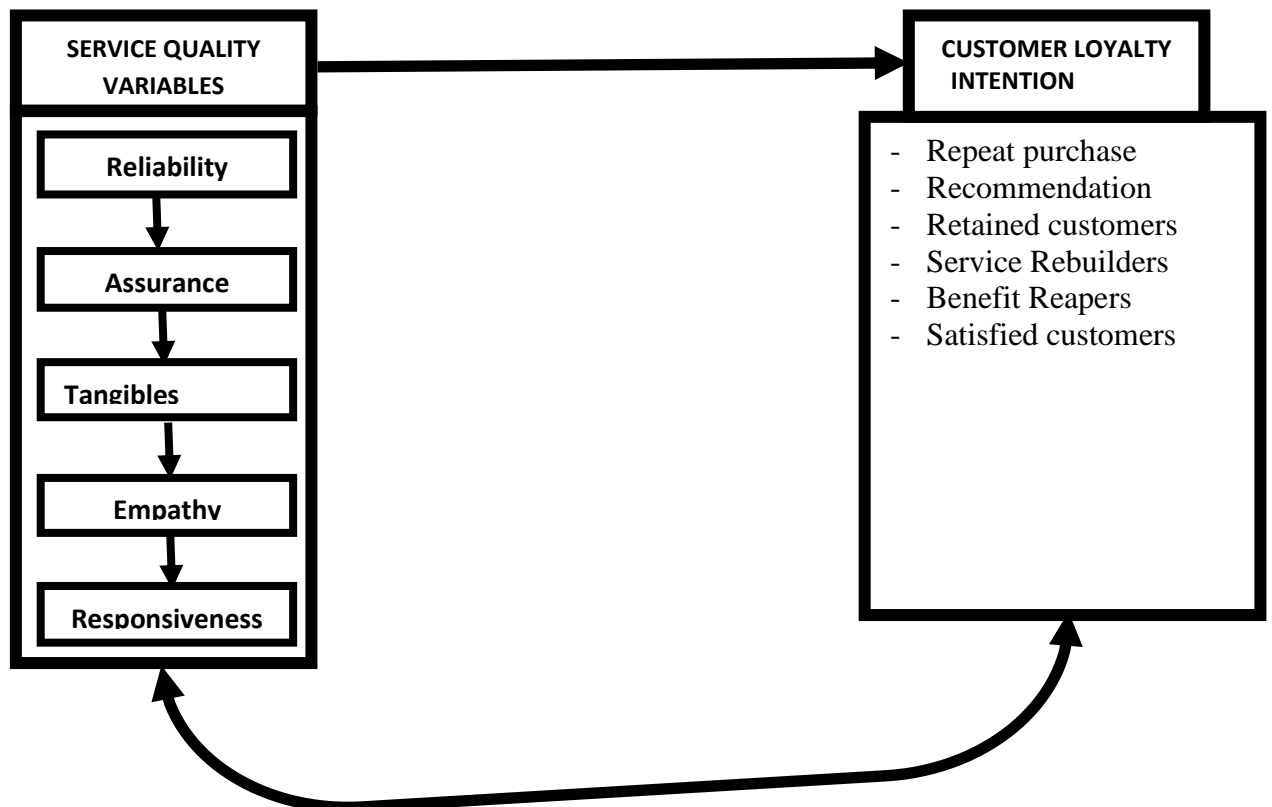 SERVICE QUALITY
VARIABLES
Reliability
Assurance
Tangibles
Empathy
Responsiveness
CUSTOMER LOYALTY
INTENTION
- Repeat purchase
- Recommendation
- Retained customers
- Service Rebuilders
- Benefit Reapers
- Satisfied customers